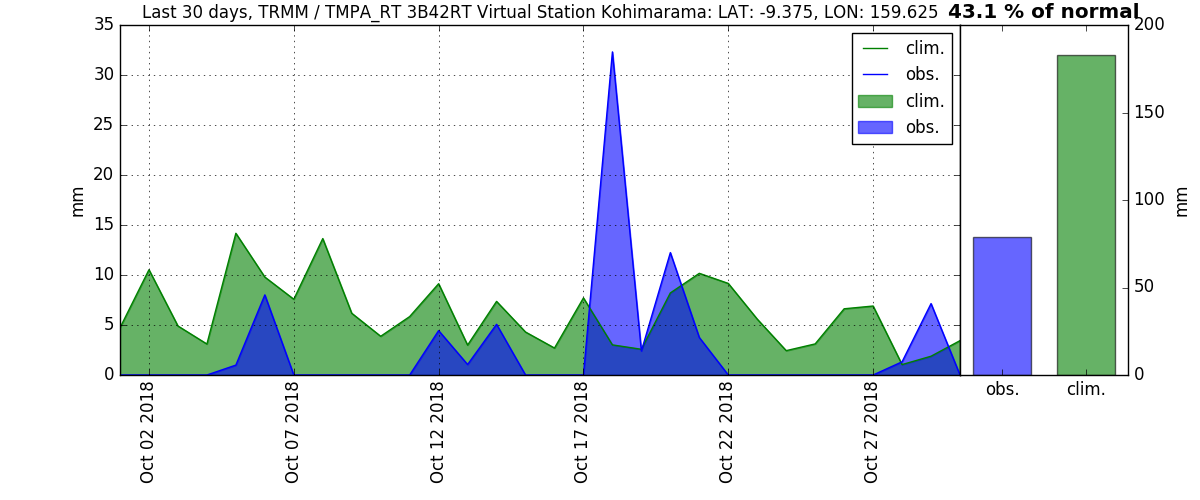 Last 30 days, TRMM / TMPA_RT 3B42RT Virtual Station Kohimarama: LAT: -9.375, LON: 159.625
43.1 % of normal
35
30
25
20
15
10
5
0
mm
clim.
obs.
clim.
obs.
Oct 02 2018
Oct 07 2018
Oct 12 2018
Oct 17 2018
Oct 22 2018
Oct 27 2018
200
150
100
50
0
mm
obs.
clim.